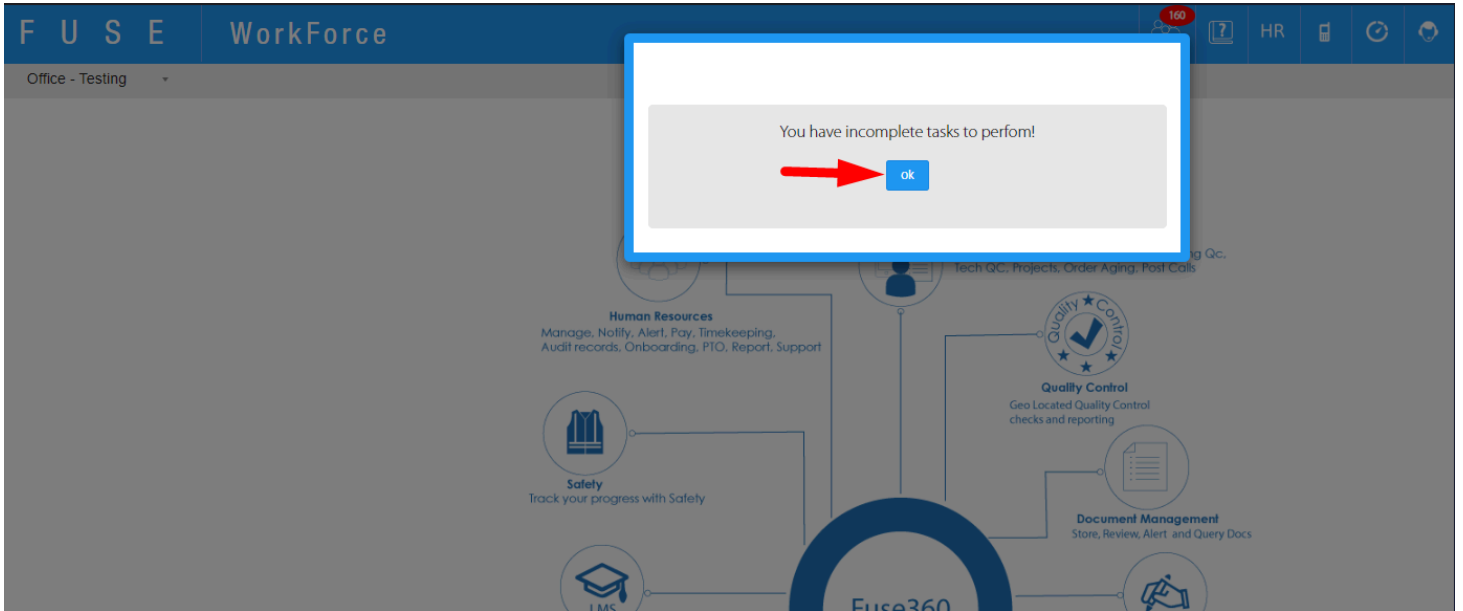 F U S E
WorkForce
160
?
HR
Office - Testing
You have incomplete tasks to perfom!
ok
Qc,
Tech QC, Projects, Order Aging, Post Calls
Human Resources
Manage, Notify, Alert, Pay, Timekeeping,
Audit records, Onboarding, PTO, Report, Support
Quality Control
Quality Control
Geo Located Quality Control
checks and reporting
Safety
Track your progress with Safety
Document Management
Store, Review, Alert and Query Docs
LMS
Fuse360